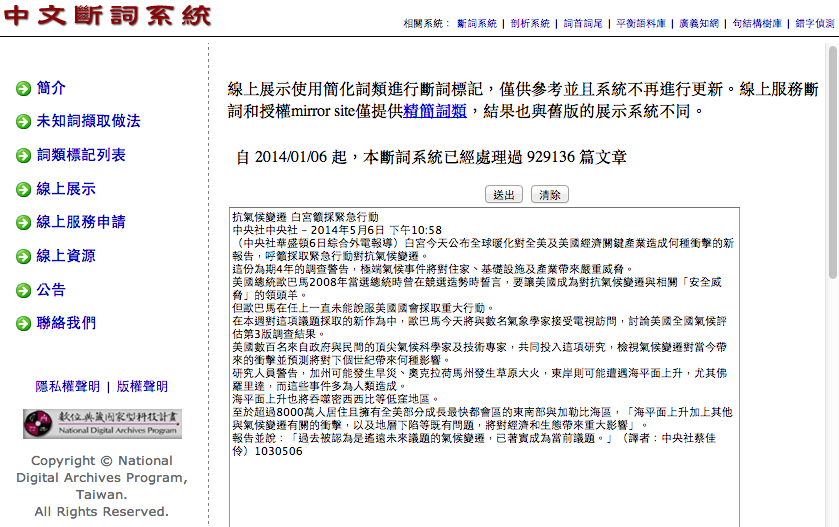 中文斷詞系統
相關系統： 斷詞系統 | 剖析系統 | 詞首詞尾 | 平衡語料庫 | 廣義知網 | 句結構樹庫 | 錯字偵測
簡介
未知詞擷取做法
詞類標記列表
線上展示
線上服務申請
線上資源
公告
聯絡我們
隱私權聲明 | 版權聲明
數位典藏國家型科技計畫
National Digital Archives Program
Copyright © National
Digital Archives Program,
Taiwan.
All Rights Reserved.
線上展示使用簡化詞類進行斷詞標記，僅供參考並且系統不再進行更新。線上服務斷
詞和授權mirror site僅提供精簡詞類，結果也與舊版的展示系統不同。
自 2014/01/06 起，本斷詞系統已經處理過 929136 篇文章
送出 清除
抗氣候變遷 白宮籲採緊急行動
中央社中央社 – 2014年5月6日 下午10:58
（中央社華盛頓6日綜合外電報導）白宮今天公布全球暖化對全美及美國經濟關鍵產業造成何種衝擊的新
報告，呼籲採取緊急行動對抗氣候變遷。
這份為期4年的調查警告，極端氣候事件將對住家、基礎設施及產業帶來嚴重威脅。
美國總統歐巴馬2008年當選總統時曾在競選造勢時誓言，要讓美國成為對抗氣候變遷與相關「安全威
脅」的領頭羊。
但歐巴馬在任上一直未能說服美國國會採取重大行動。
在本週對這項議題採取的新作為中，歐巴馬今天將與數名氣象學家接受電視訪問，討論美國全國氣候評
估第3版調查結果。
美國數百名來自政府與民間的頂尖氣候科學家及技術專家，共同投入這項研究，檢視氣候變遷對當今帶
來的衝擊並預測將對下個世紀帶來何種影響。
研究人員警告，加州可能發生旱災、奧克拉荷馬州發生草原大火，東岸則可能遭遇海平面上升，尤其佛
羅里達，而這些事件多為人類造成。
海平面上升也將吞噬密西西比等低窪地區。
至於超過8000萬人居住且擁有全美部分成長最快都會區的東南部與加勒比海區，「海平面上升加上其他
與氣候變遷有關的衝擊，以及地層下陷等既有問題，將對經濟和生態帶來重大影響」。
報告並說：「過去被認為是遙遠未來議題的氣候變遷，已著實成為當前議題。」（譯者：中央社蔡佳
伶）1030506